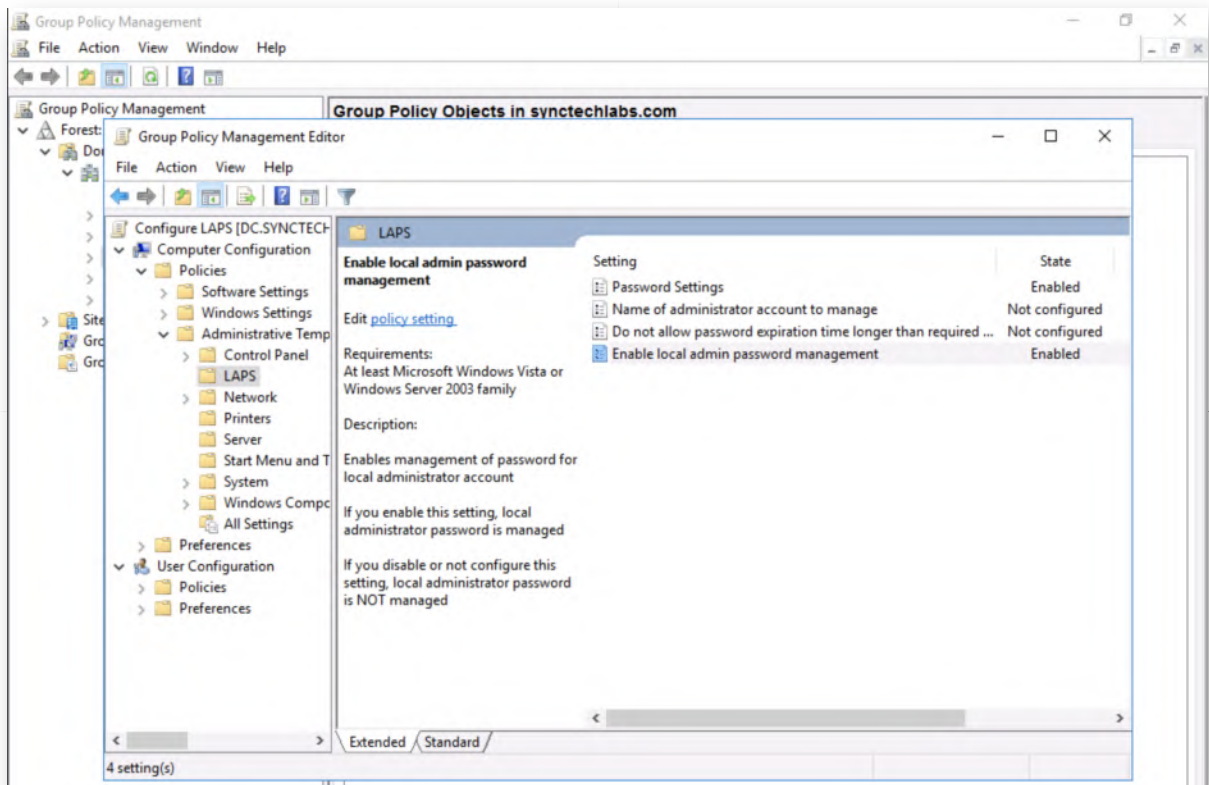 Group Policy Management
File Action View Window Help
Group Policy Management
Forest:
Group Policy Objects in synctechlabs.com
Group Policy Management Editor
File Action View Help
Configure LAPS [DC.SYNCTECH
Computer Configuration
Policies
Software Settings
Windows Settings
Administrative Temp
Control Panel
LAPS
Network
Printers
Server
Start Menu and T
System
Windows Compo
All Settings
Preferences
User Configuration
Policies
Preferences
Dor
Site
Gro
Gro
LAPS
Enable local admin password
management
Edit policy setting
Requirements:
At least Microsoft Windows Vista or
Windows Server 2003 family
Description:
Enables management of password for
local administrator account
If you enable this setting, local
administrator password is managed
If you disable or not configure this
setting, local administrator password
is NOT managed
Setting State
Password Settings Enabled
Name of administrator account to manage Not configured
Do not allow password expiration time longer than required ... Not configured
Enable local admin password management Enabled
Extended Standard
4 setting(s)